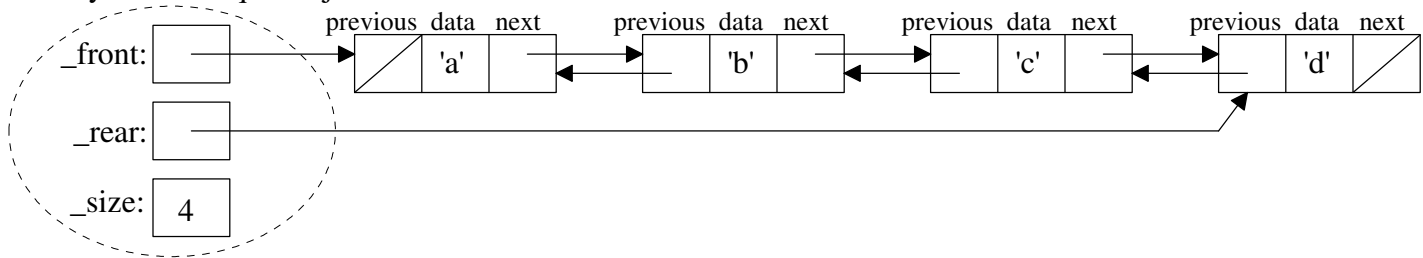 previous data next previous data next previous data next previous data next
_front: 'a' 'b' 'c' 'd'
_rear:
_size: 4